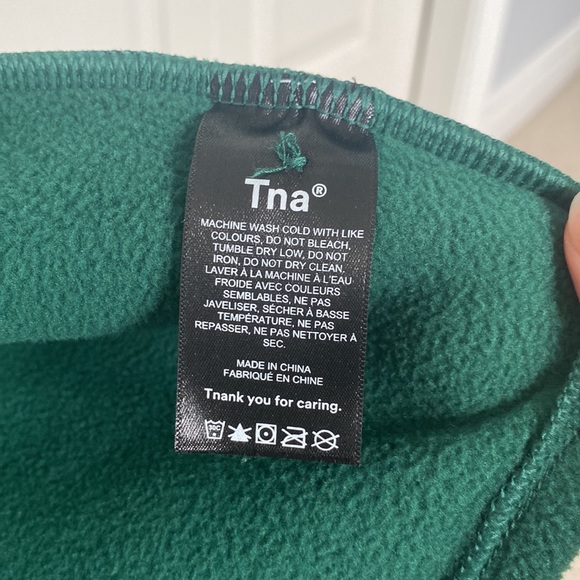 Tna®
MACHINE WASH COLD WITH LIKE
COLOURS, DO NOT BLEACH,
TUMBLE DRY LOW, DO NOT
IRON, DO NOT DRY CLEAN.
LAVER À LA MACHINE À L'EAU
FROIDE AVEC COULEURS
SEMBLABLES, NE PAS
JAVELISER, SÉCHER À BASSE
TEMPÉRATURE, NE PAS
REPASSER, NE PAS NETTOYER À
SEC.
MADE IN CHINA
FABRIQUÉ EN CHINE
Tnank you for caring.
30C